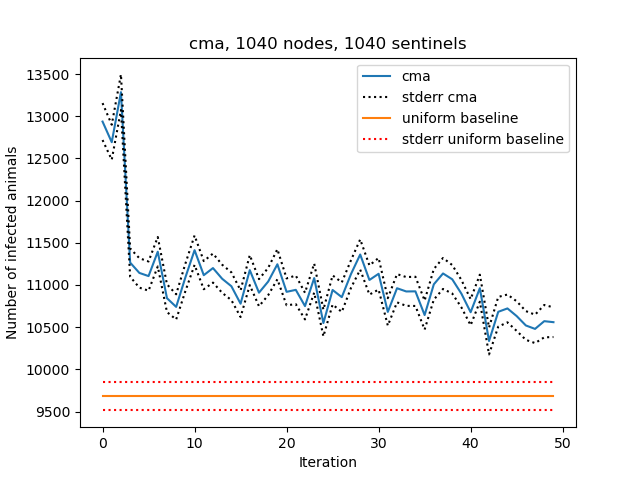 cma, 1040 nodes, 1040 sentinels
cma
stderr cma
uniform baseline
stderr uniform baseline
Number of infected animals
13500
13000
12500
12000
11500
11000
10500
10000
9500
0
10
20
30
40
50
Iteration